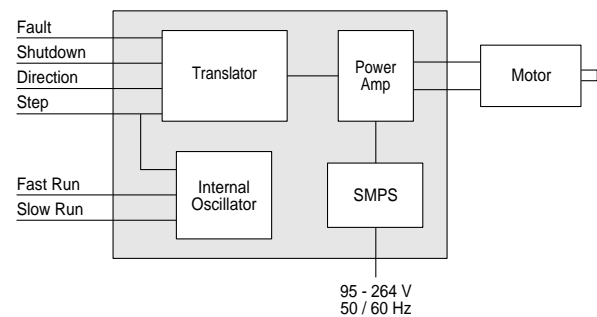 Fault
Shutdown
Direction
Step
Translator
Power
Amp
Motor
Fast Run
Slow Run
Internal
Oscillator
SMPS
95 - 264 V
50 / 60 Hz